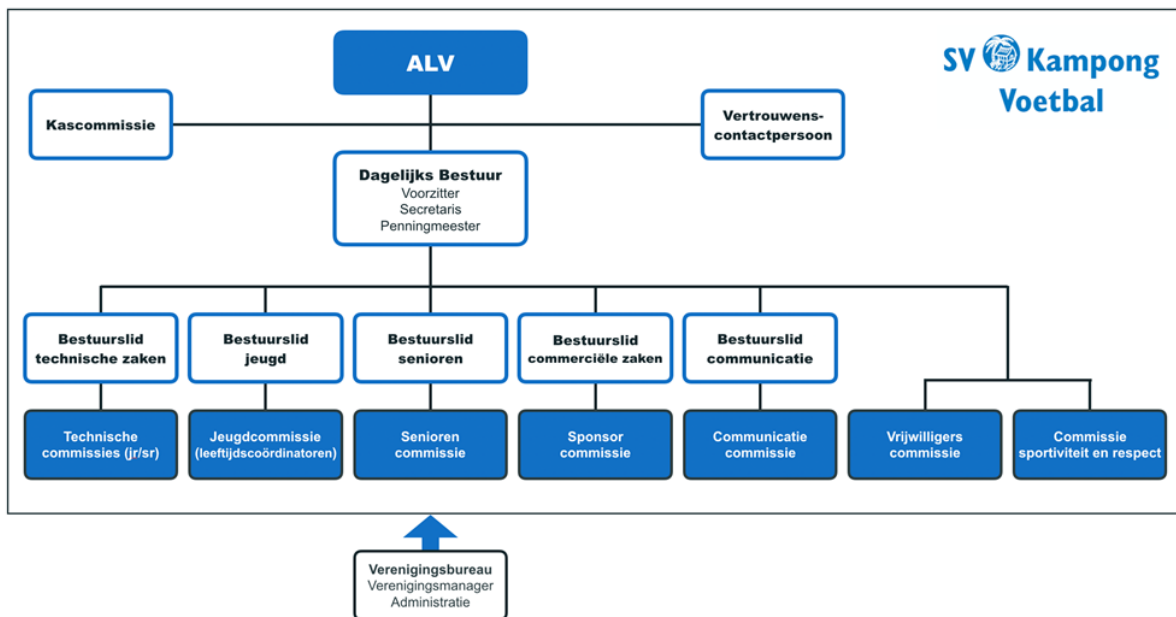 ALV
SV Kampong
Voetbal
Kascommissie
Vertrouwens-
contactpersoon
Dagelijks Bestuur
Voorzitter
Secretaris
Penningmeester
Bestuurslid
technische zaken
Bestuurslid
jeugd
Bestuurslid
senioren
Bestuurslid
commerciële zaken
Bestuurslid
communicatie
Technische
commissies (jr/sr)
Jeugdcommissie
(leeftijdscoördinatoren)
Senioren
commissie
Sponsor
commissie
Communicatie
commissie
Vrijwilligers
commissie
Commissie
sportiviteit en respect
Verenigingsbureau
Verenigingsmanager
Administratie